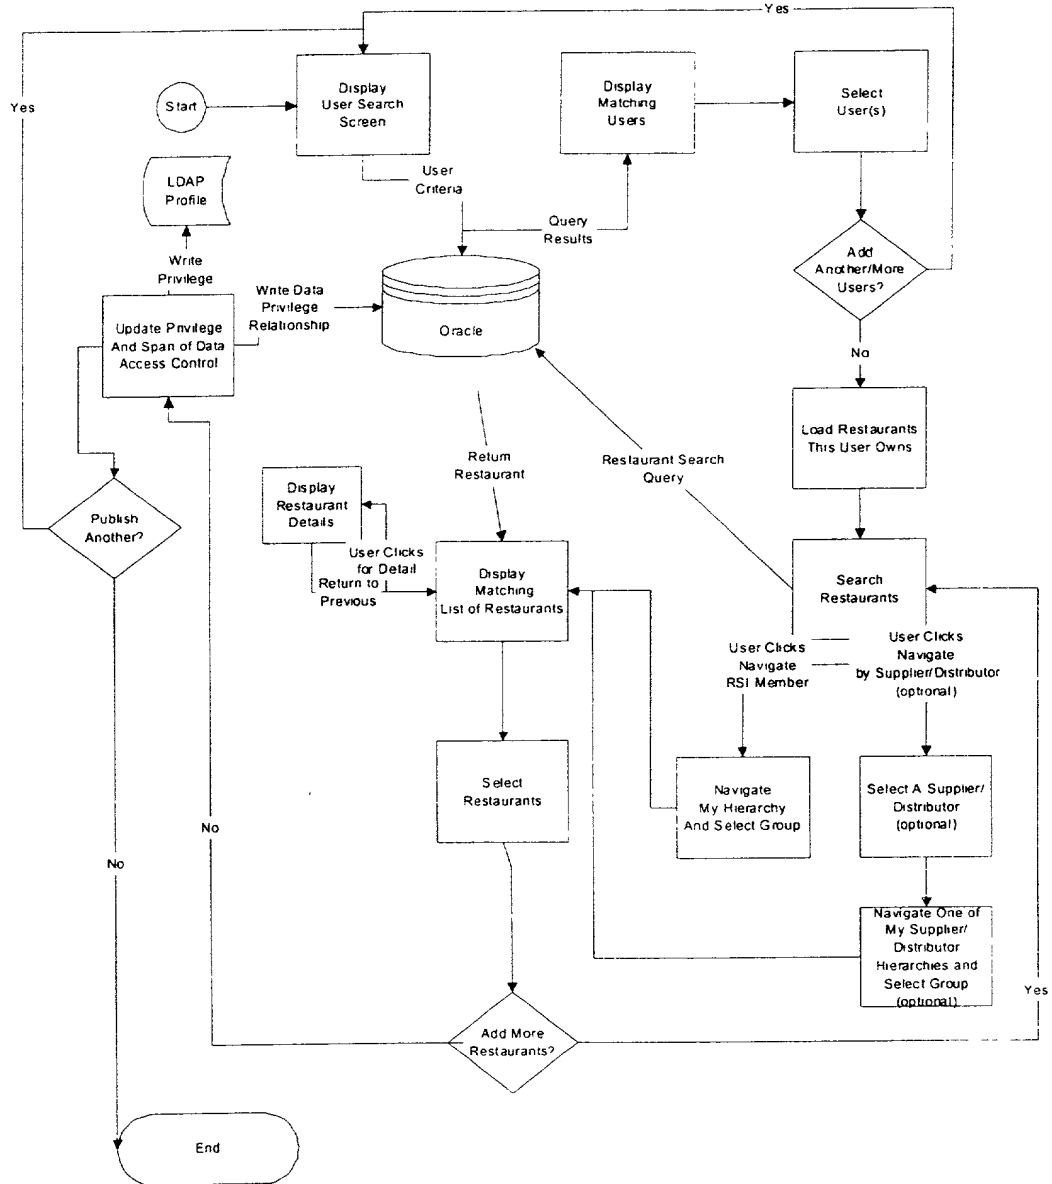 Yes
Yes
Start
Display
User Search
Screen
Display
Matching
Users
Select
User(s)
LDAP
Profile
User
Criteria
Query
Results
Write
Privilege
Write Data
Privilege
Relationship
Add
Another/More
Users?
Update Privilege
And Span of Data
Access Control
Oracle
No
Load Restaurants
This User Owns
Return
Restaurant
Restaurant Search
Query
Display
Restaurant
Details
Publish
Another?
User Clicks
for Detail
Return to
Previous
Display
Matching
List of Restaurants
Search
Restaurants
User Clicks
Navigate
RSI Member
User Clicks
Navigate
by Supplier/Distributor
(optional)
Select
Restaurants
Navigate
My Hierarchy
And Select Group
Select A Supplier/
Distributor
(optional)
No
No
Navigate One of
My Supplier/
Distributor
Hierarchies and
Select Group
(optional)
Yes
Add More
Restaurants?
End